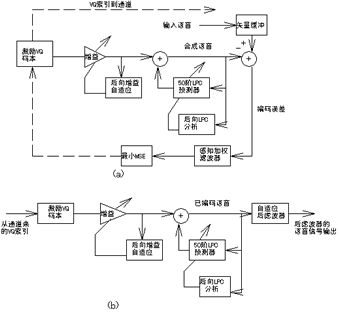 VQ索引到通道
输入语音
矢量缓冲
激励VQ
码本
增益
合成语音
后向增益
自适应
50阶LPC
预测器
后向LPC
分析
编码误差
最小MSE
感知加权
滤波器
(a)
从通道来
的VQ索引
激励VQ
码本
增益
已编码语音
自适应
后滤波器
后滤波器的
语音信号输出
后向增益
自适应
50阶LPC
预测器
后向LPC
分析
(b)